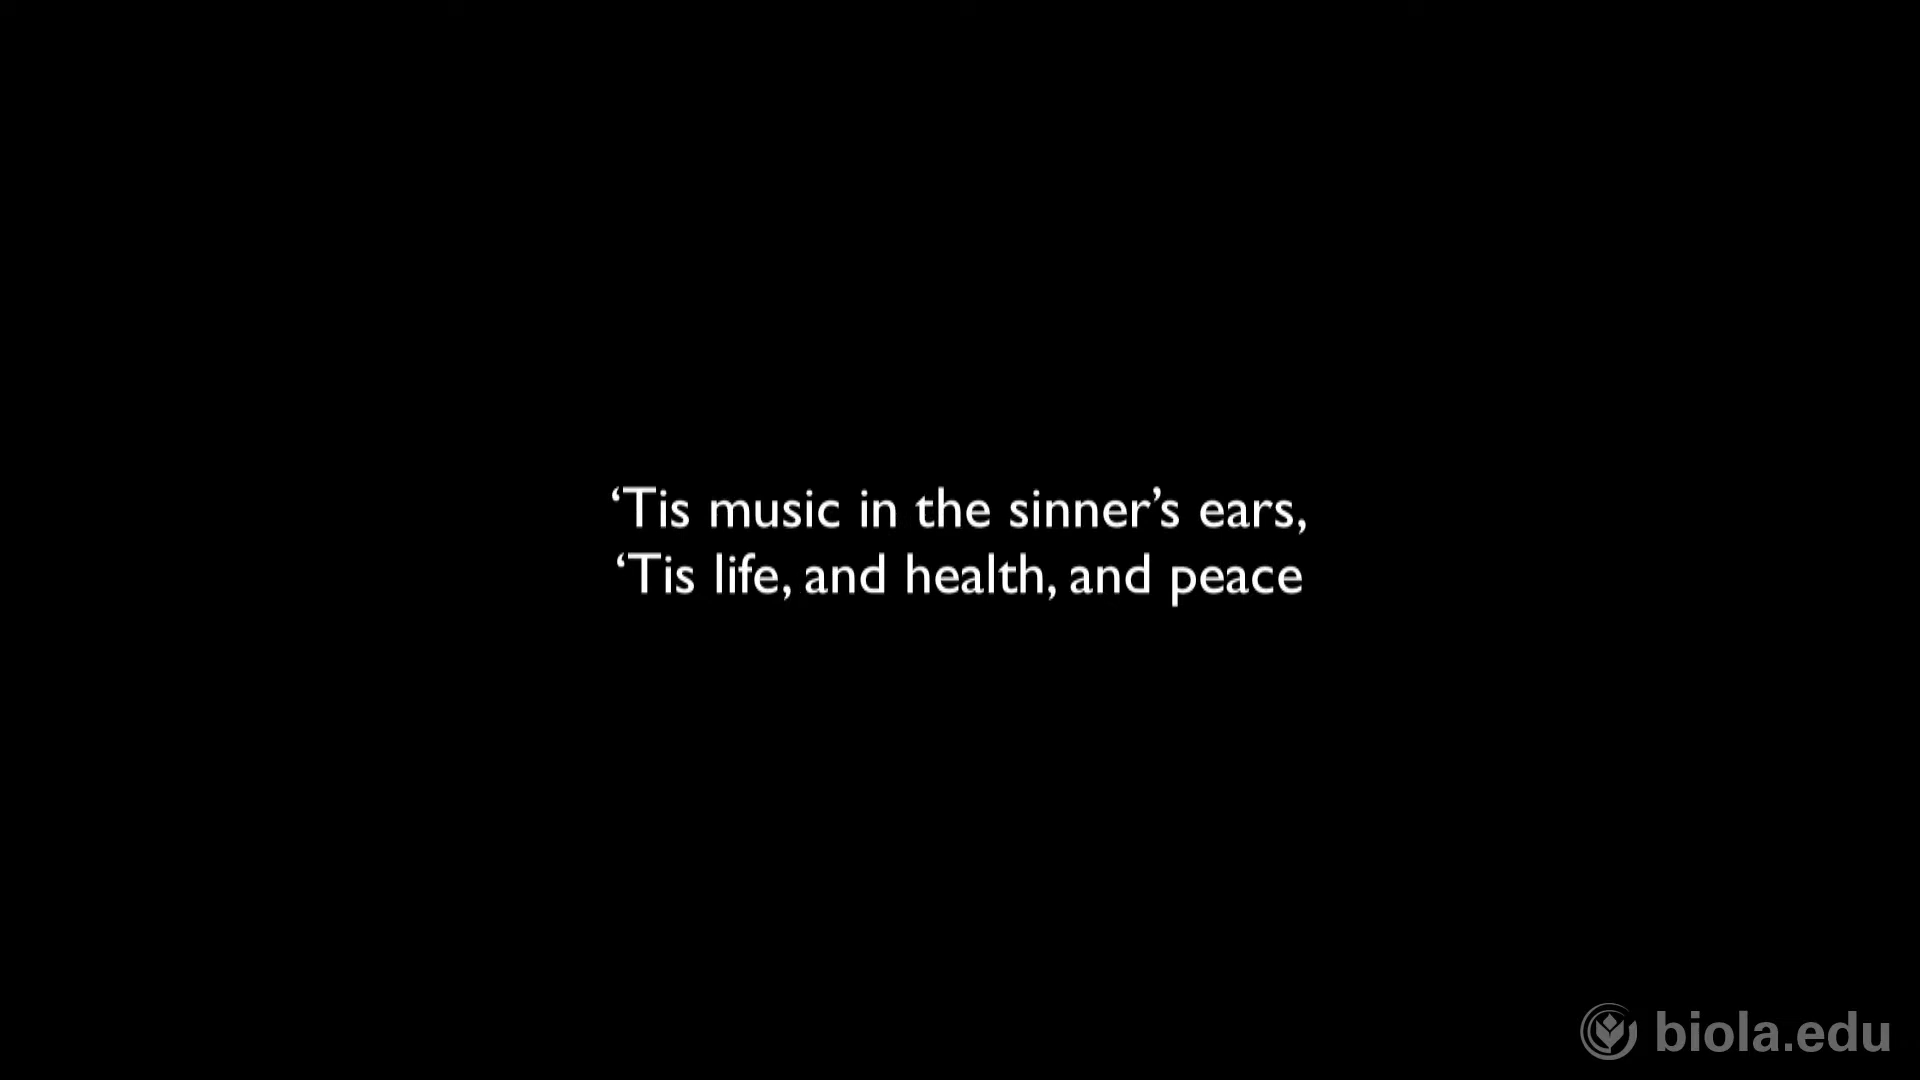 ‘Tis music in the sinner’s ears,
‘Tis life, and health, and peace
biola.edu